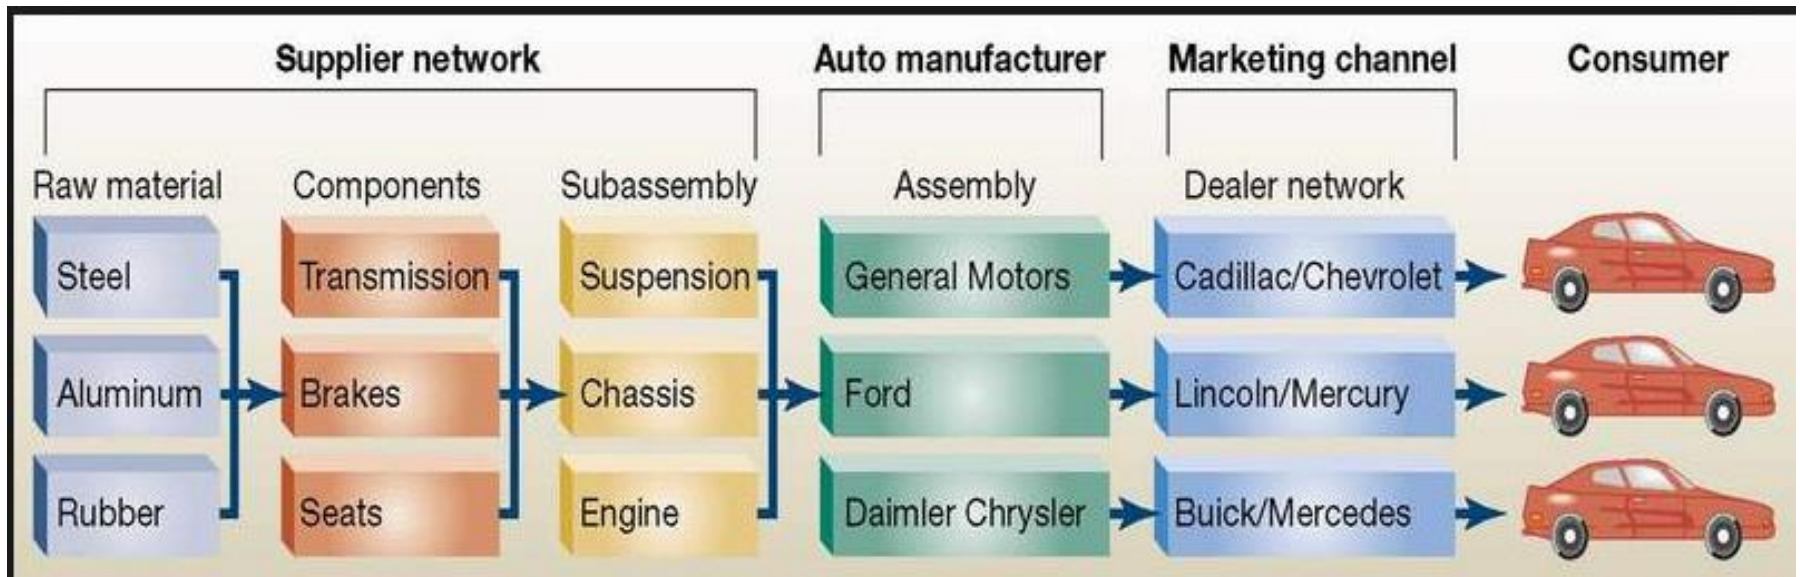 Supplier network Auto manufacturer Marketing channel Consumer
Raw material Components Subassembly Assembly Dealer network
Steel Transmission Suspension General Motors Cadillac/Chevrolet
Aluminum Brakes Chassis Ford Lincoln/Mercury
Rubber Seats Engine Daimler Chrysler Buick/Mercedes